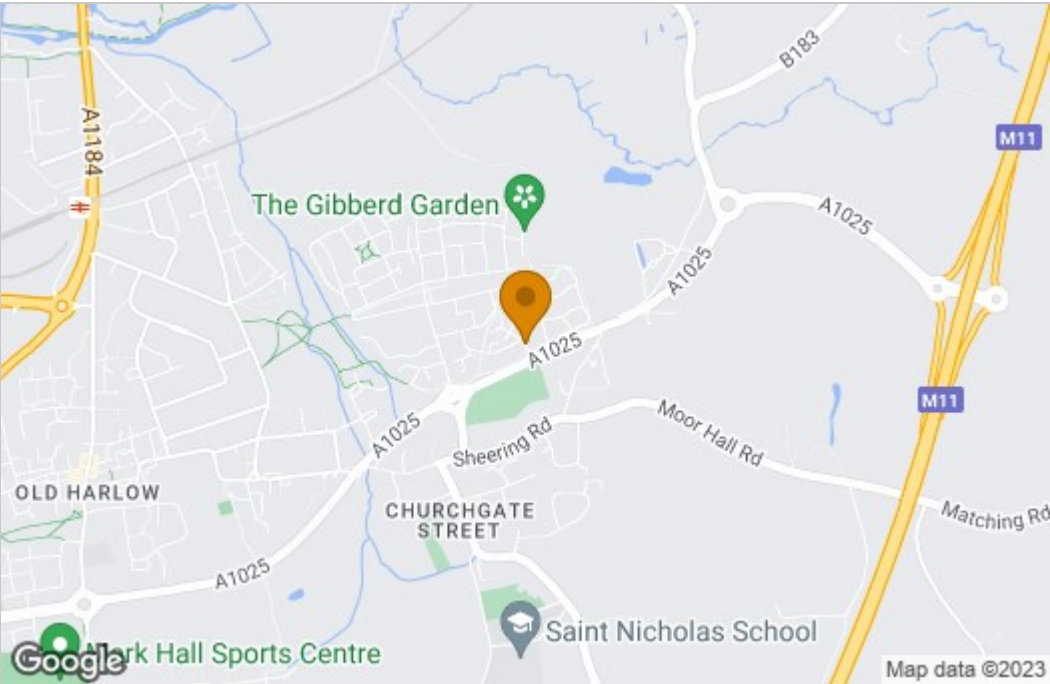 B183
A1184
M11
The Gibberd Garden
A1025
A1025
A1025
M11
A1025
Moor Hall Rd
Sheering Rd
OLD HARLOW
CHURCHGATE
STREET
Matching Rd
A1025
Saint Nicholas School
Mark Hall Sports Centre
Google
Map data ©2023